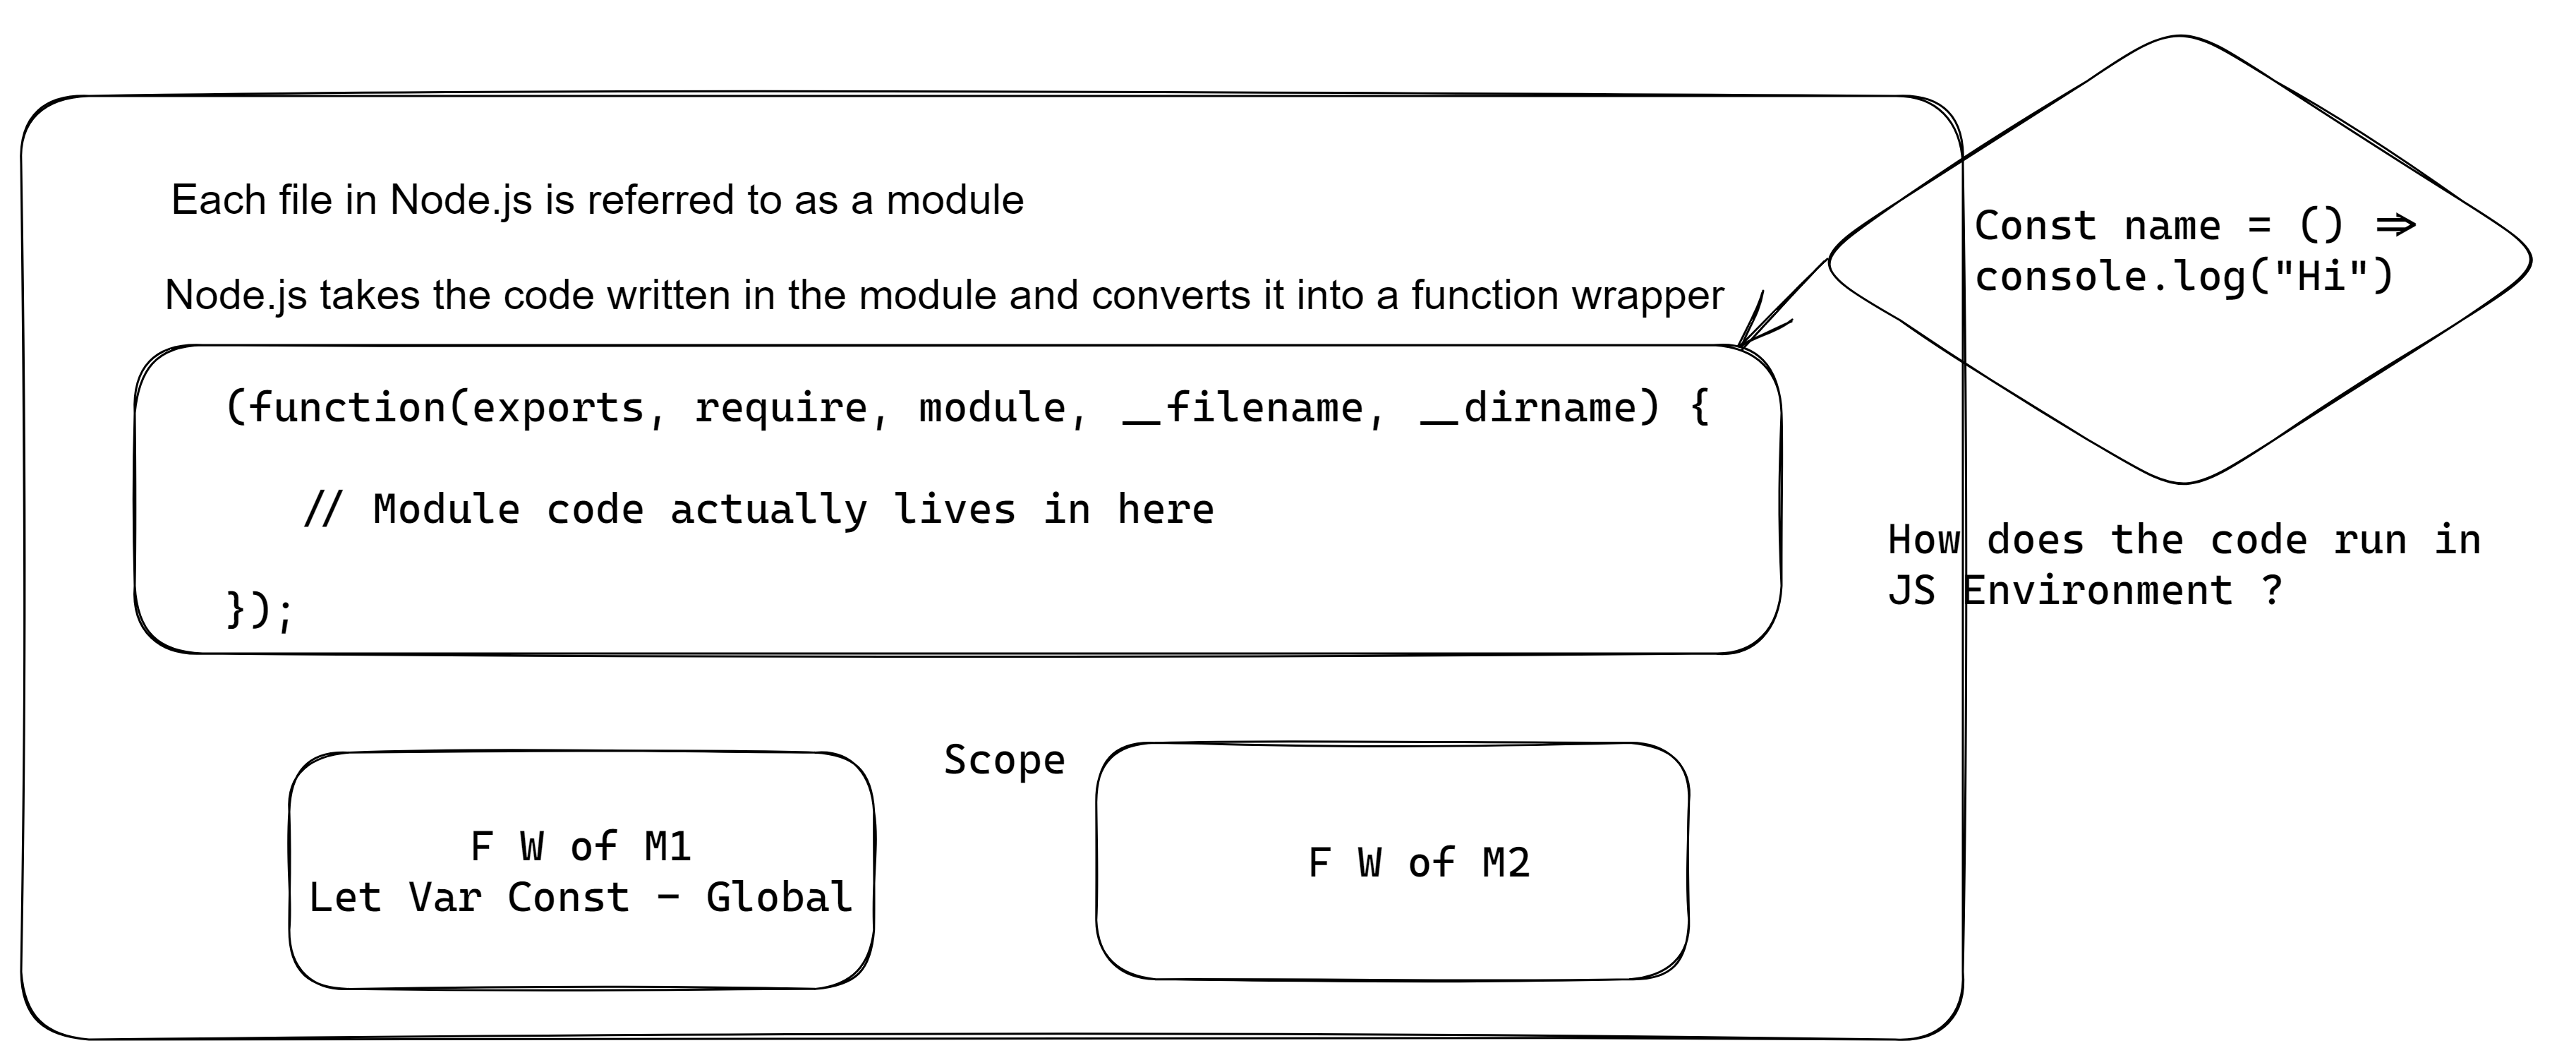 Each file in Node.js is referred to as a module
Node.js takes the code written in the module and converts it into a function wrapper
(function(exports, require, module, __filename, __dirname) {
// Module code actually lives in here
});
Const name = () =>
console.log("Hi")
How does the code run in
JS Environment ?
Scope
F W of M1
Let Var Const - Global
F W of M2